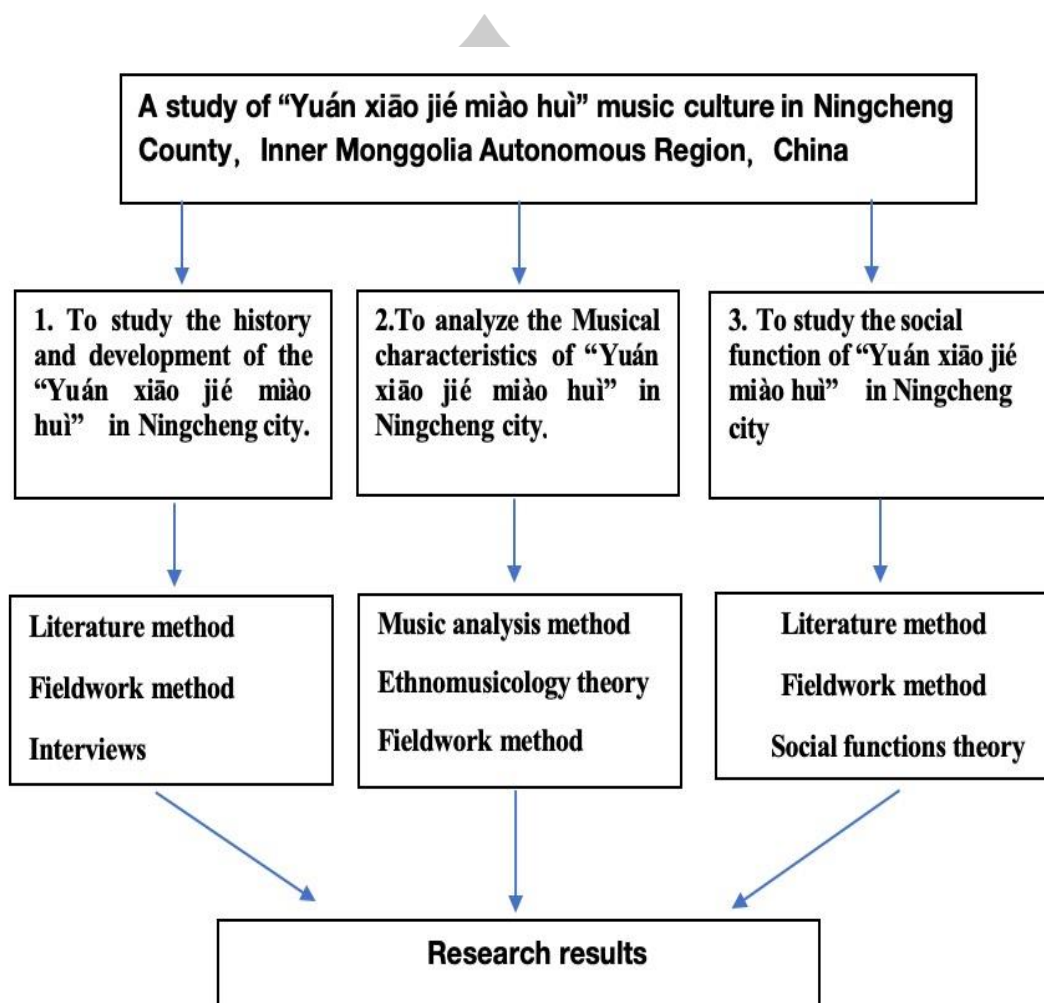 A study of “Yuán xiāo jié miào huì” music culture in Ningcheng
County, Inner Monggolia Autonomous Region, China
1. To study the history
and development of the
“Yuán xiāo jié miào
huì” in Ningcheng city.
2.To analyze the Musical
characteristics of “Yuán
xiāo jié miào huì” in
Ningcheng city.
3. To study the social
function of “Yuán xiāo jié
miào huì” in Ningcheng
city
Literature method
Fieldwork method
Interviews
Music analysis method
Ethnomusicology theory
Fieldwork method
Literature method
Fieldwork method
Social functions theory
Research results